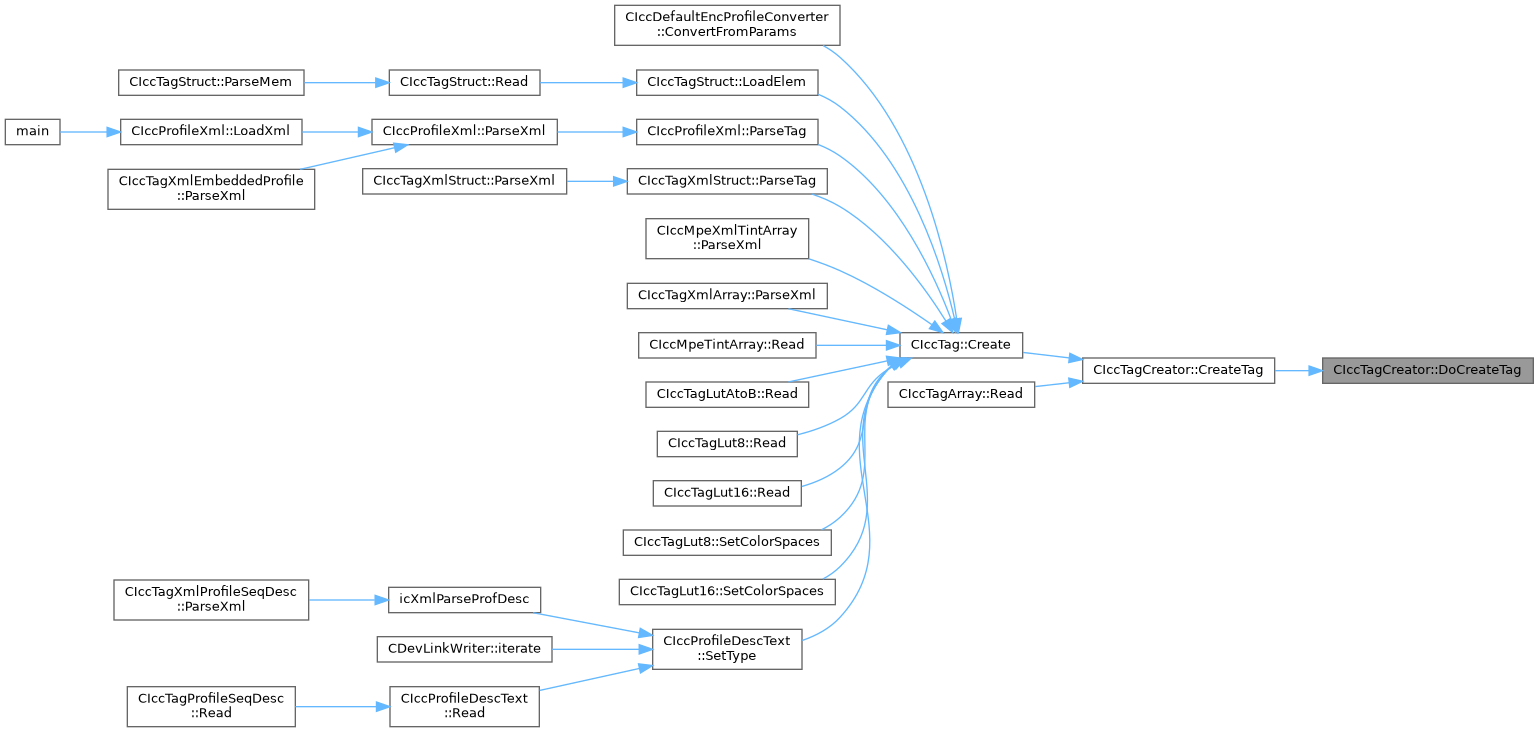 CIccDefaultEncProfileConverter
::ConvertFromParams
CIccTagStruct::ParseMem
CIccTagStruct::Read
CIccTagStruct::LoadElem
main
CIccProfileXml::LoadXml
CIccProfileXml::ParseXml
CIccProfileXml::ParseTag
CIccTagXmlEmbeddedProfile
::ParseXml
CIccTagXmlStruct::ParseXml
CIccTagXmlStruct::ParseTag
CIccMpeXmlTintArray
::ParseXml
CIccTagXmlArray::ParseXml
CIccMpeTintArray::Read
CIccTag::Create
CIccTagCreator::CreateTag
CIccTagCreator::DoCreateTag
CIccTagLutAtoB::Read
CIccTagArray::Read
CIccTagLut8::Read
CIccTagLut16::Read
CIccTagLut8::SetColorSpaces
CIccTagLut16::SetColorSpaces
CIccTagXmlProfileSeqDesc
::ParseXml
icXmlParseProfDesc
CDevLinkWriter::iterate
CIccProfileDescText
::SetType
CIccTagProfileSeqDesc
::Read
CIccProfileDescText
::Read